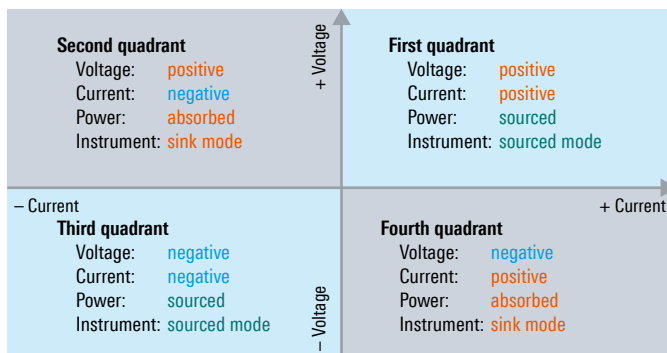 Second quadrant
Voltage: positive
Current: negative
Power: absorbed
Instrument: sink mode
+ Voltage
First quadrant
Voltage: positive
Current: positive
Power: sourced
Instrument: sourced mode
– Current
+ Current
Third quadrant
Voltage: negative
Current: negative
Power: sourced
Instrument: sourced mode
– Voltage
Fourth quadrant
Voltage: negative
Current: positive
Power: absorbed
Instrument: sink mode